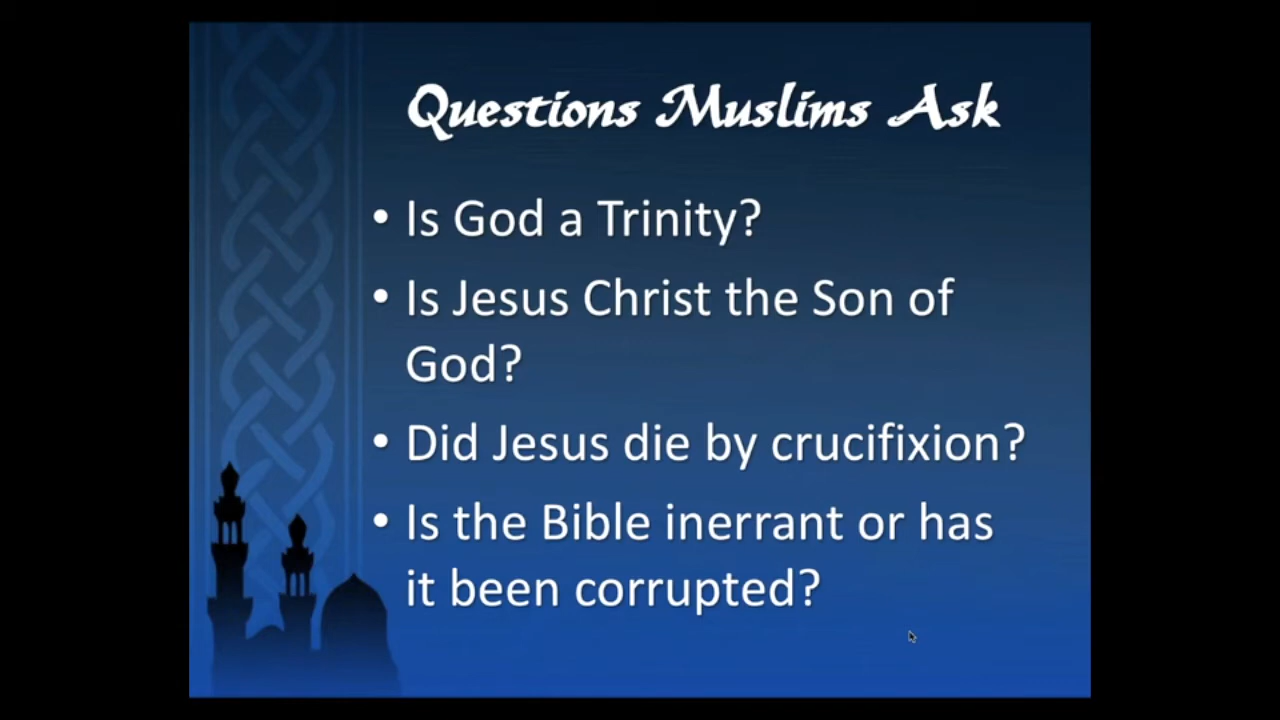 Questions Muslims Ask
• Is God a Trinity?
• Is Jesus Christ the Son of
God?
• Did Jesus die by crucifixion?
• Is the Bible inerrant or has
it been corrupted?